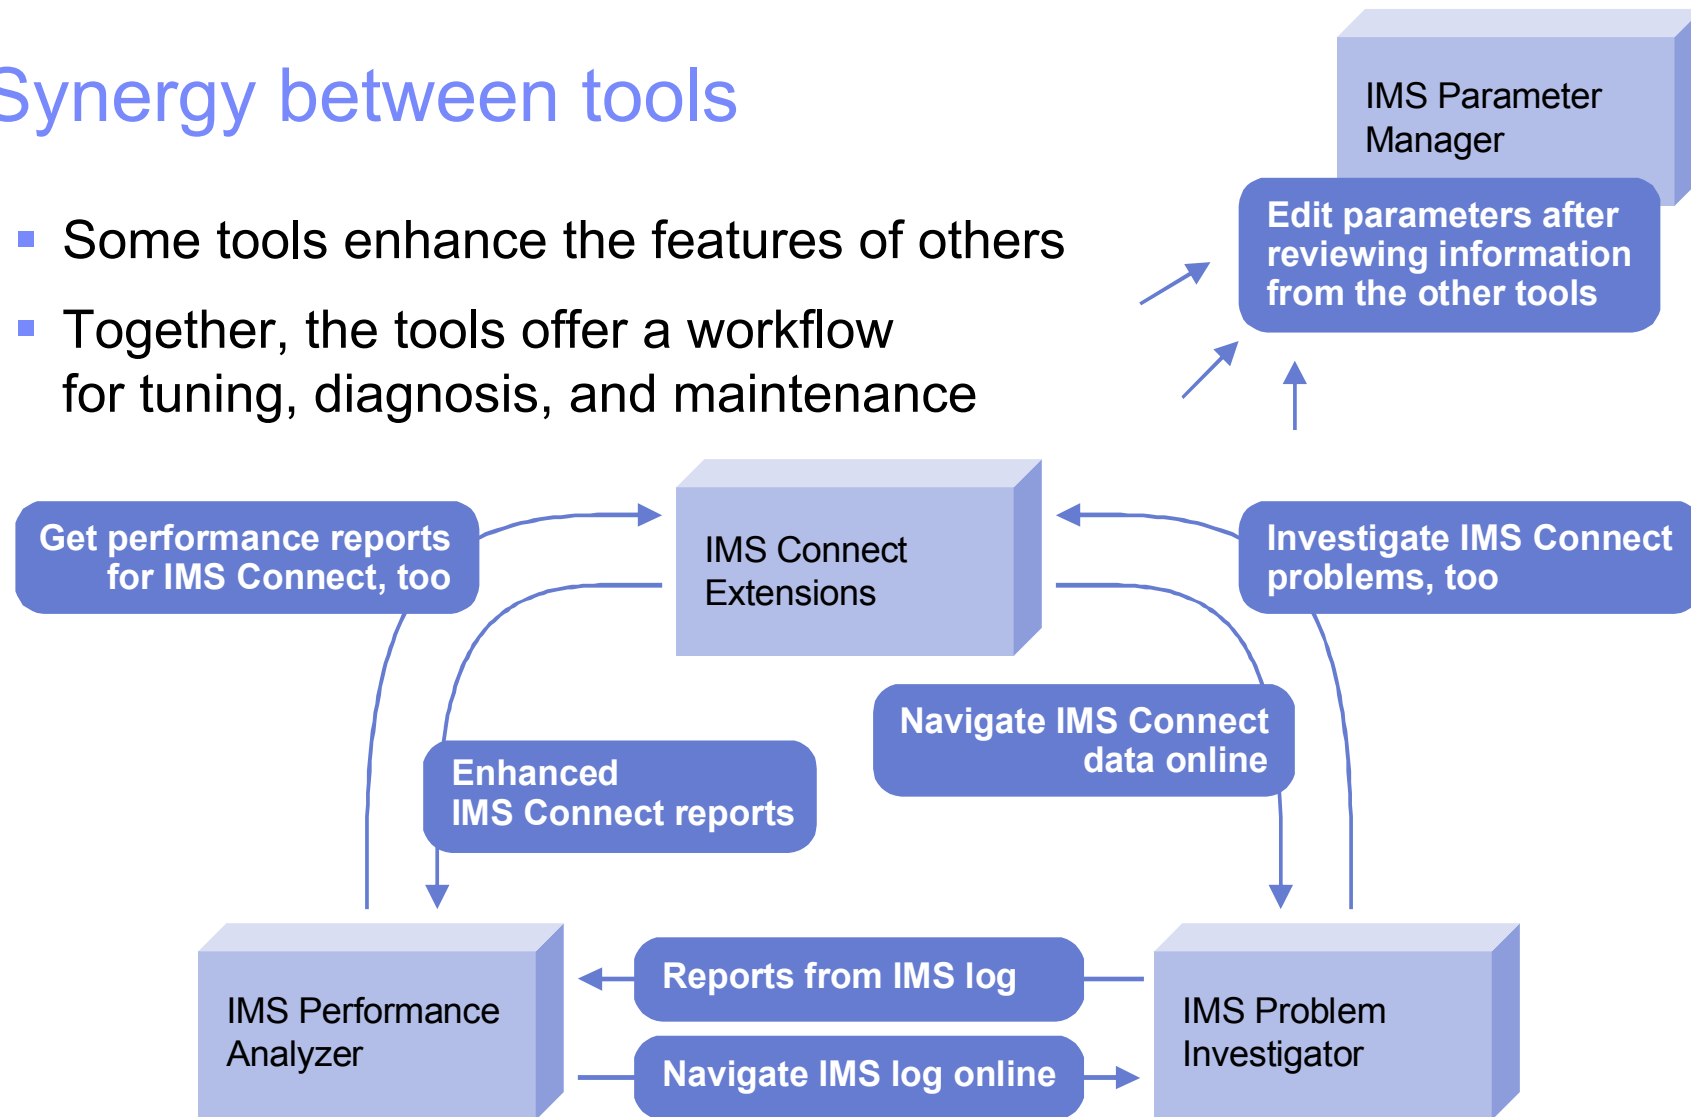 Synergy between tools
IMS Parameter
Manager
Edit parameters after
reviewing information
from the other tools
▪ Some tools enhance the features of others
▪ Together, the tools offer a workflow
for tuning, diagnosis, and maintenance
Get performance reports
for IMS Connect, too
IMS Connect
Extensions
Investigate IMS Connect
problems, too
Navigate IMS Connect
data online
Enhanced
IMS Connect reports
IMS Performance
Analyzer
Reports from IMS log
Navigate IMS log online
IMS Problem
Investigator